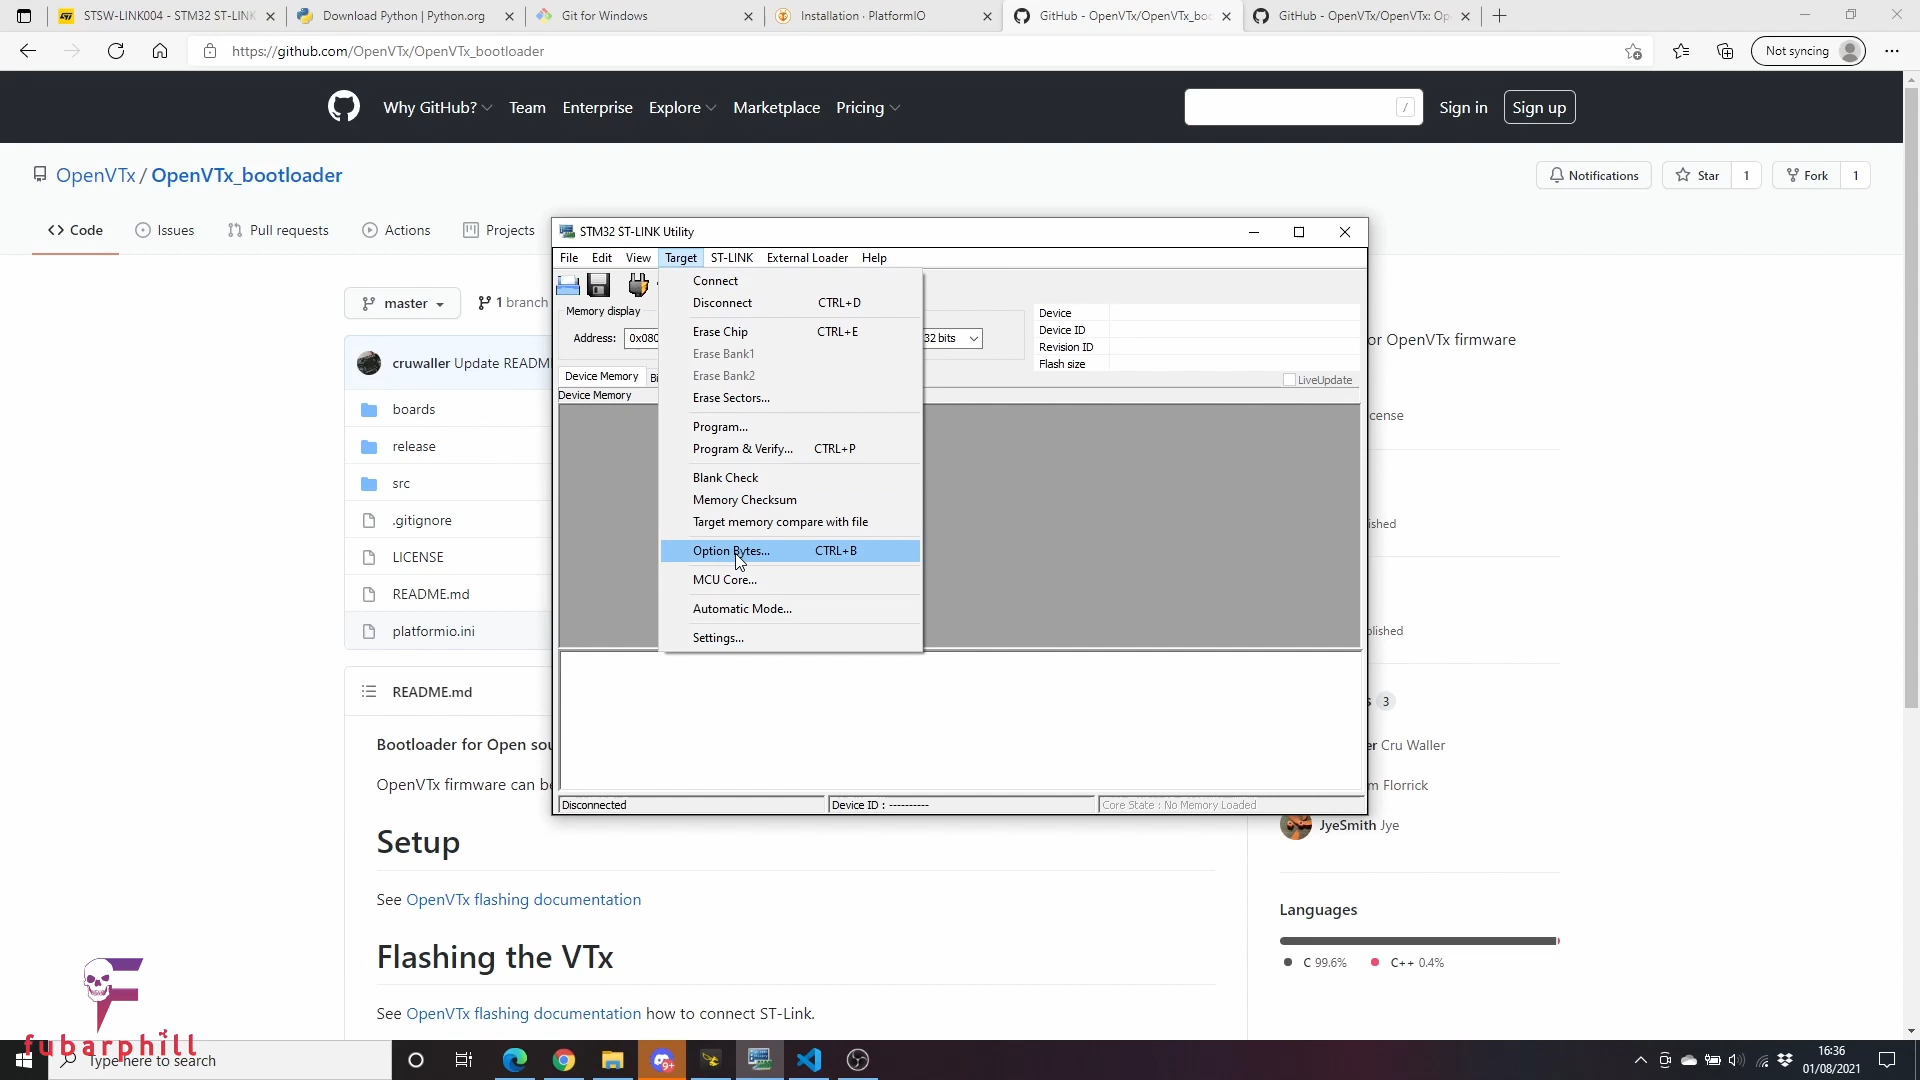 STSW-LINK004 - STM32 ST-LINK
Download Python | Python.org
Git for Windows
Installation · PlatformIO
GitHub - OpenVTx/OpenVTx_boo
GitHub - OpenVTx/OpenVTx: Op
https://github.com/OpenVTx/OpenVTx_bootloader
Not syncing
Why GitHub?
Team
Enterprise
Explore
Marketplace
Pricing
/
Sign in
Sign up
OpenVTx / OpenVTx_bootloader
Notifications
Star 1
Fork 1
Code
Issues
Pull requests
Actions
Projects
master
1 branch
cruwaller Update READM
boards
release
src
.gitignore
LICENSE
README.md
platformio.ini
README.md
Bootloader for Open sou
OpenVTx firmware can be
Setup
See OpenVTx flashing documentation
Flashing the VTx
See OpenVTx flashing documentation how to connect ST-Link.
STM32 ST-LINK Utility
File Edit View Target ST-LINK External Loader Help
Memory display
Address: 0x080
32 bits
Device
Device ID
Revision ID
Flash size
LiveUpdate
Device Memory
Bi
Device Memory
Connect
Disconnect CTRL+D
Erase Chip CTRL+E
Erase Bank1
Erase Bank2
Erase Sectors...
Program...
Program & Verify... CTRL+P
Blank Check
Memory Checksum
Target memory compare with file
Option Bytes... CTRL+B
MCU Core...
Automatic Mode...
Settings...
Disconnected
Device ID : ----------
Core State : No Memory Loaded
or OpenVTx firmware
cense
ished
lished
s 3
er Cru Waller
m Florrick
JyeSmith Jye
Languages
C 99.6%
C++ 0.4%
F
fubarphill
Type here to search
9+
16:36
01/08/2021